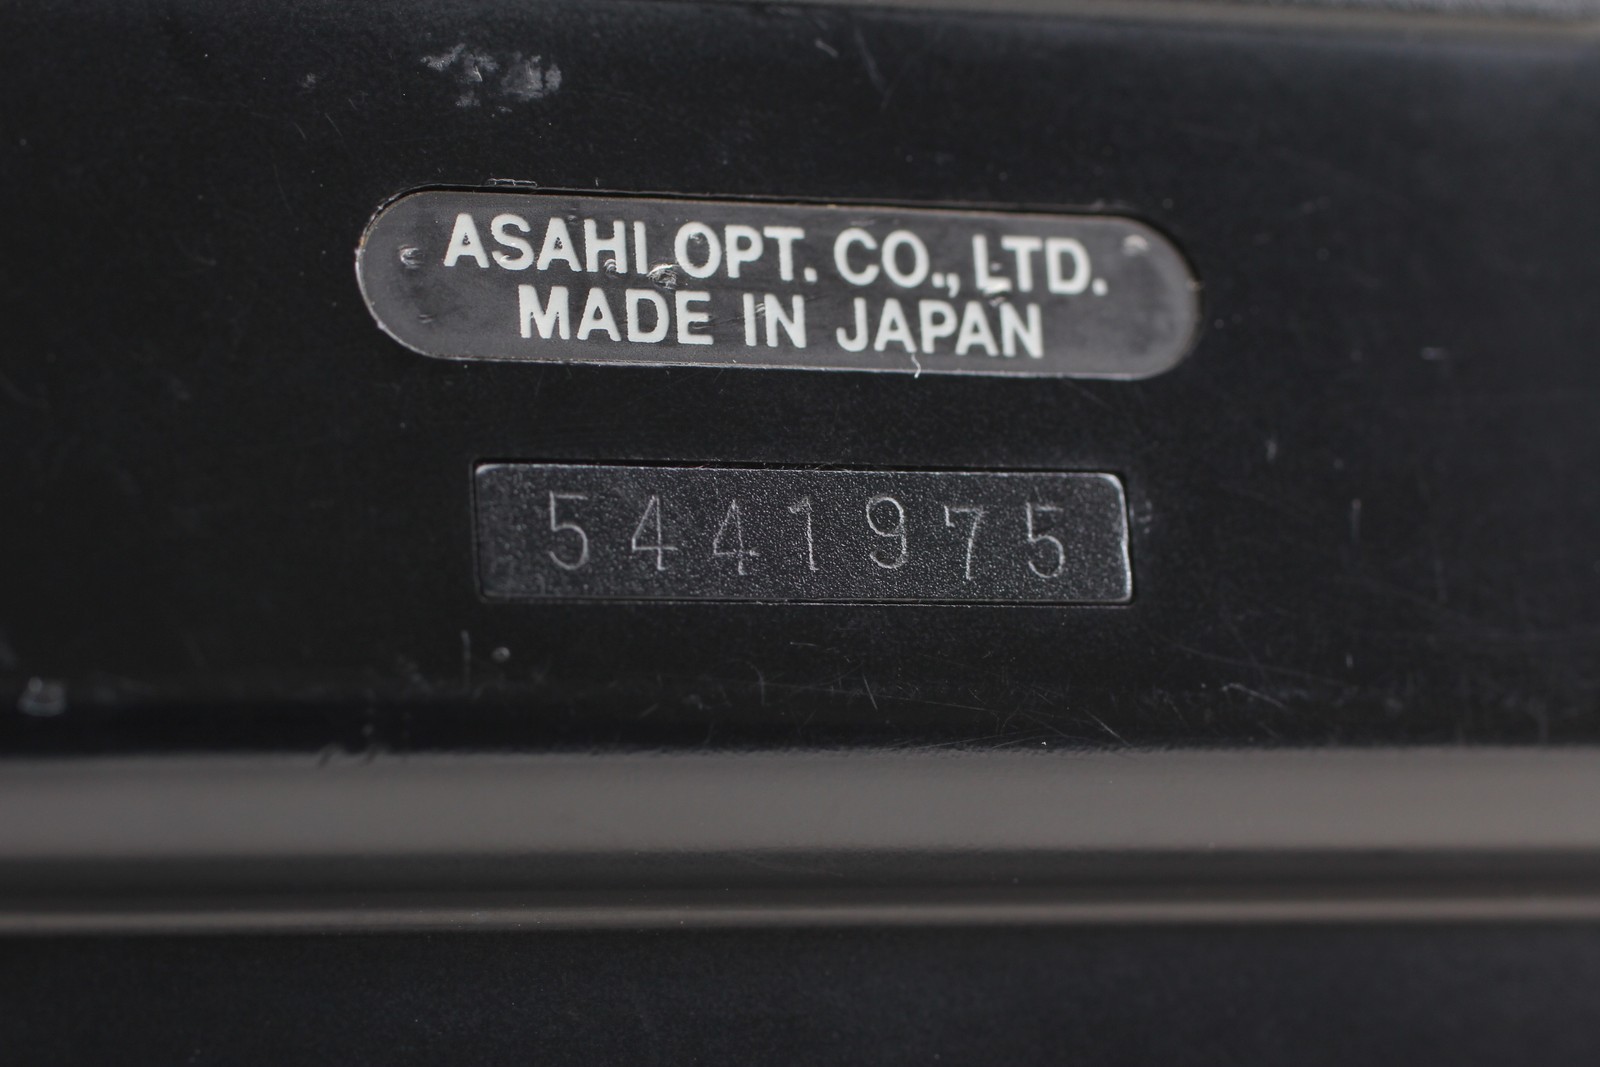 ASAHI OPT. CO., LTD.
MADE IN JAPAN
5441975